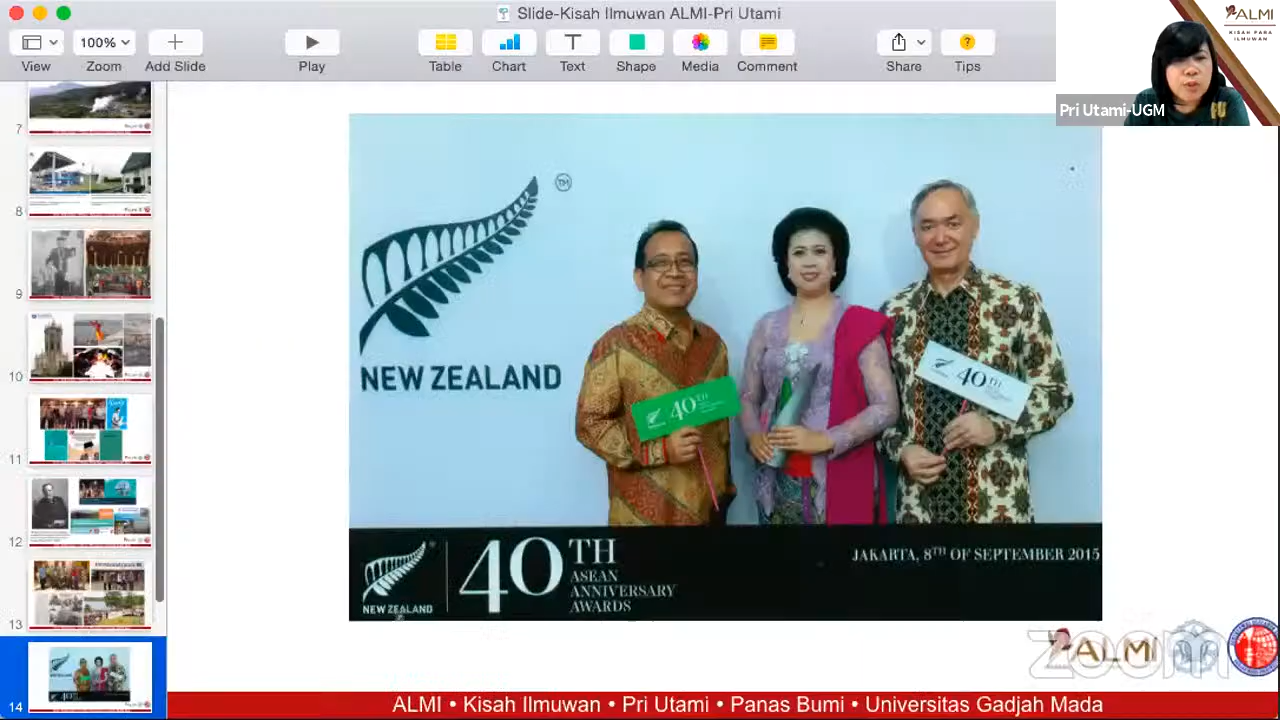 Slide-Kisah Ilmuwan ALMI-Pri Utami
100%
View
Zoom
Add Slide
Play
Table
Chart
Text
Shape
Media
Comment
Share
Tips
ALMI
KISAH PARA
ILMUWAN
Pri Utami-UGM
7
8
9
10
11
12
13
14
TM
NEW ZEALAND
40TH
40TH
NEW ZEALAND
40TH
ASEAN
ANNIVERSARY
AWARDS
JAKARTA, 8TH OF SEPTEMBER 2015
zoom
ALMI
ALMI • Kisah Ilmuwan • Pri Utami • Panas Bumi • Universitas Gadjah Mada